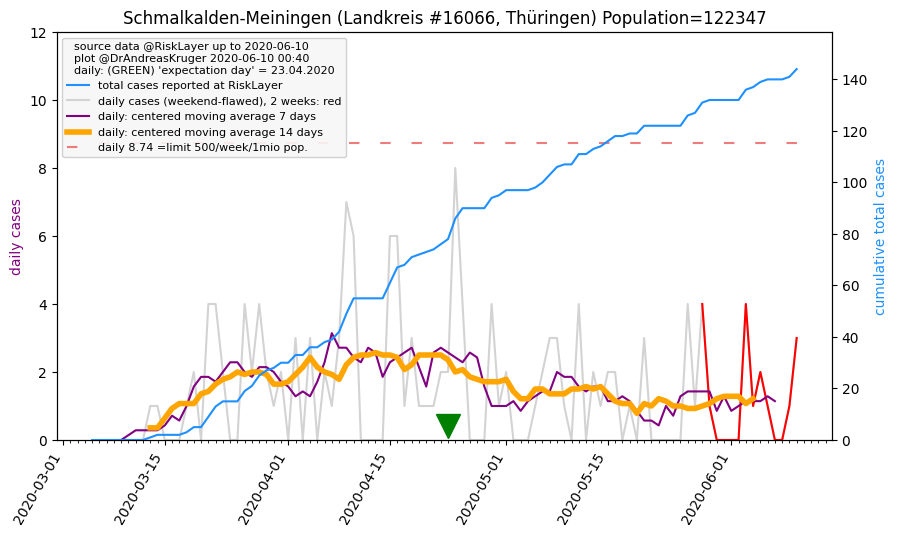 Schmalkalden-Meiningen (Landkreis #16066, Thüringen) Population=122347
source data @RiskLayer up to 2020-06-10
plot @DrAndreasKruger 2020-06-10 00:40
daily: (GREEN) 'expectation day' = 23.04.2020
total cases reported at RiskLayer
daily cases (weekend-flawed), 2 weeks: red
daily: centered moving average 7 days
daily: centered moving average 14 days
daily 8.74 =limit 500/week/1mio pop.
daily cases
12
10
8
6
4
2
0
cumulative total cases
140
120
100
80
60
40
20
0
2020-03-01
2020-03-15
2020-04-01
2020-04-15
2020-05-01
2020-05-15
2020-06-01